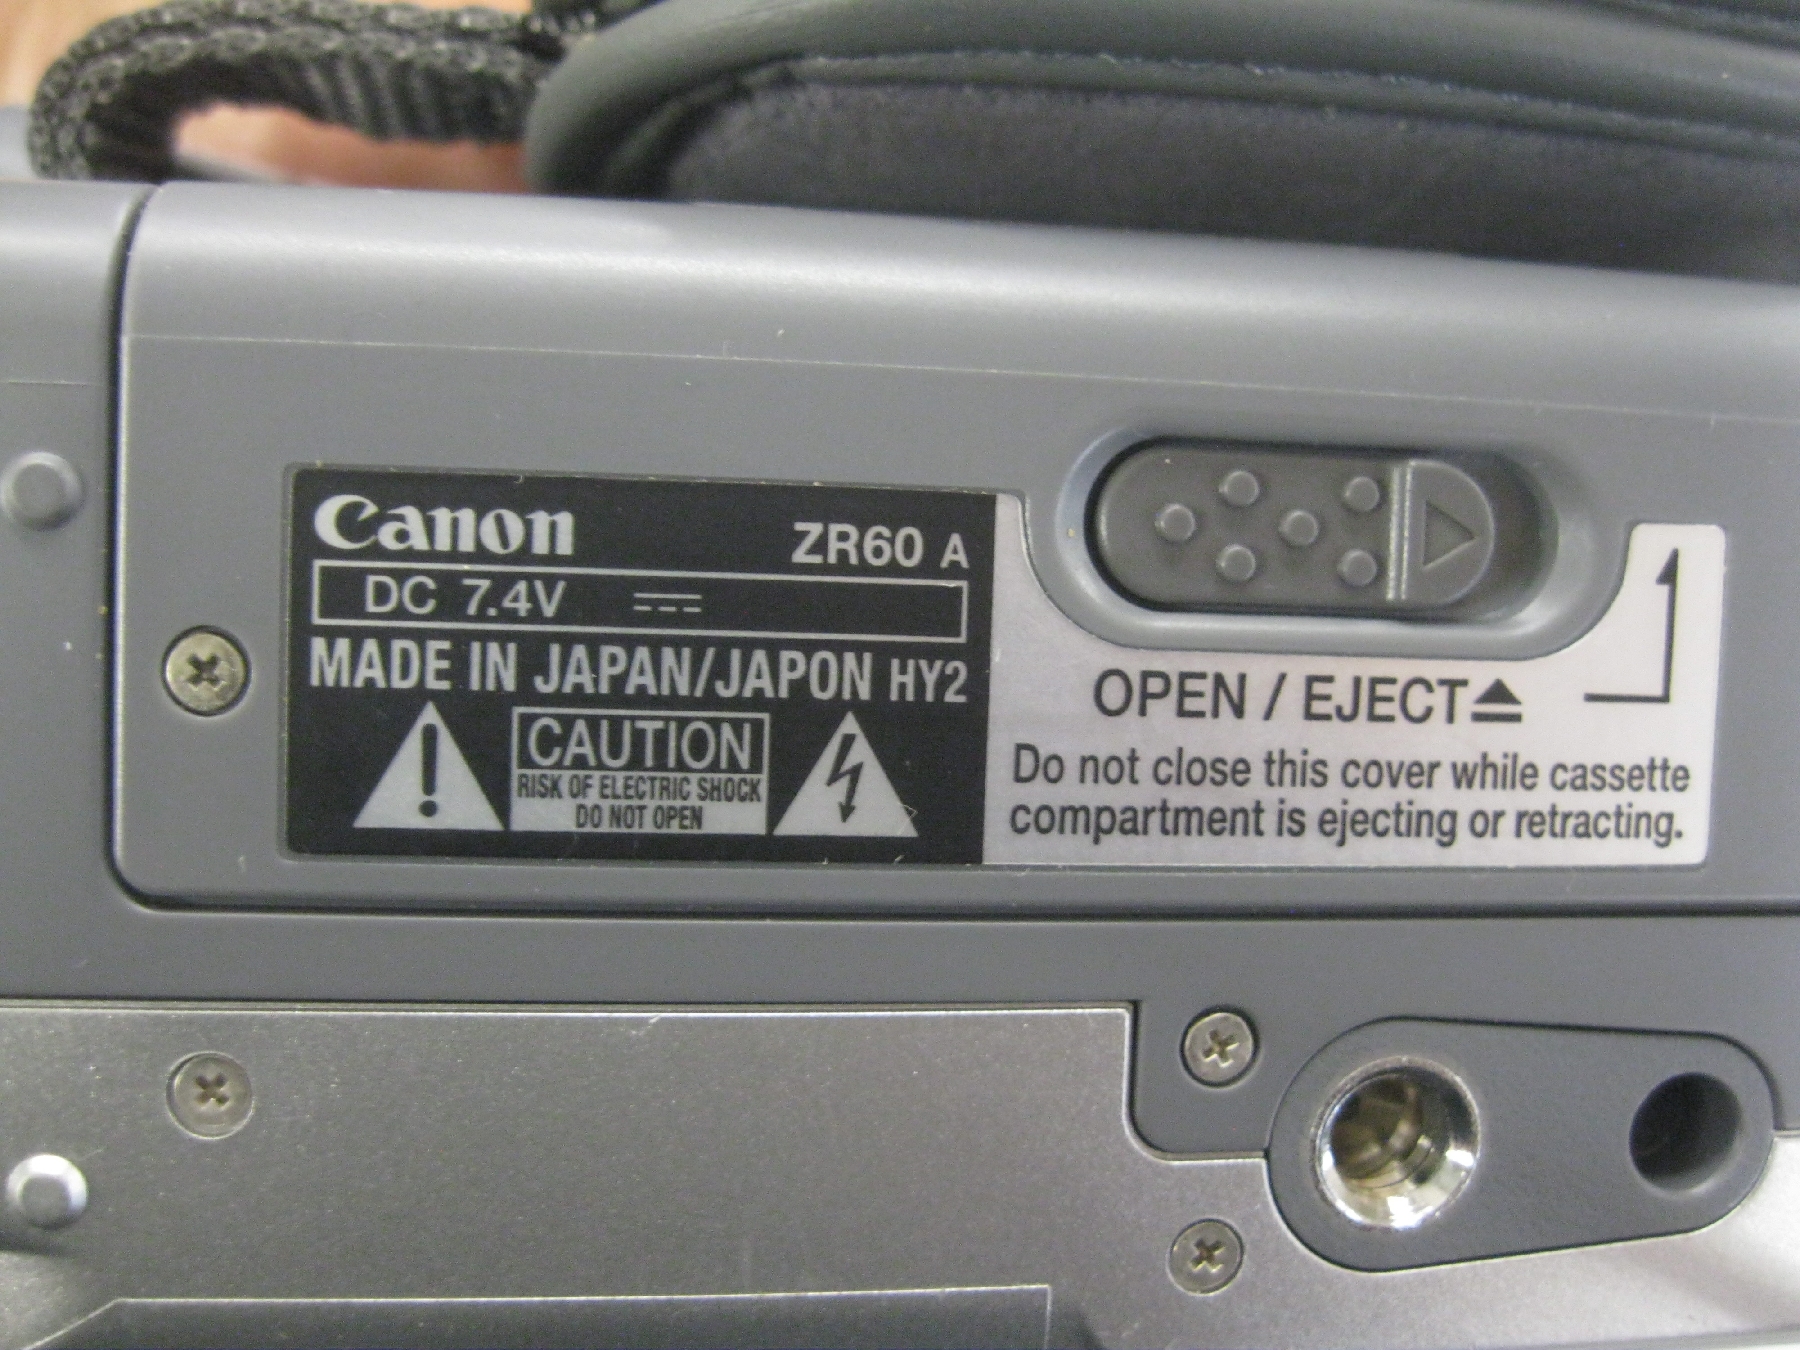 Canon
ZR60 A
DC 7.4V
MADE IN JAPAN/JAPON HY2
CAUTION
RISK OF ELECTRIC SHOCK
DO NOT OPEN
OPEN / EJECT
Do not close this cover while cassette
compartment is ejecting or retracting.